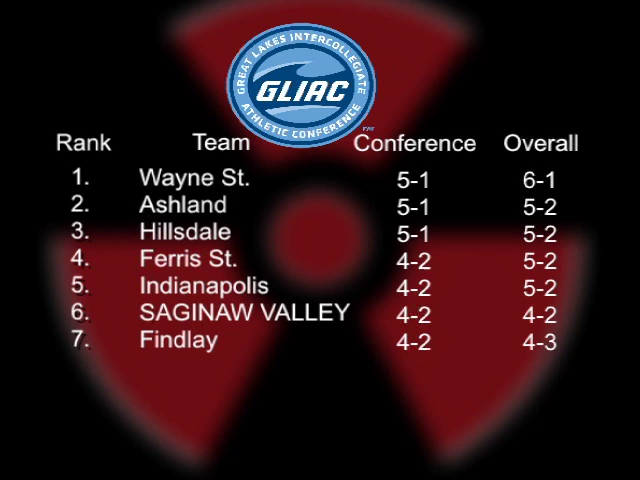 GREAT LAKES INTERCOLLEGIATE
GLIAC
ATHLETIC CONFERENCE
Rank Team Conference Overall
1. Wayne St. 5-1 6-1
2. Ashland 5-1 5-2
3. Hillsdale 5-1 5-2
4. Ferris St. 4-2 5-2
5. Indianapolis 4-2 5-2
6. SAGINAW VALLEY 4-2 4-2
7. Findlay 4-2 4-3